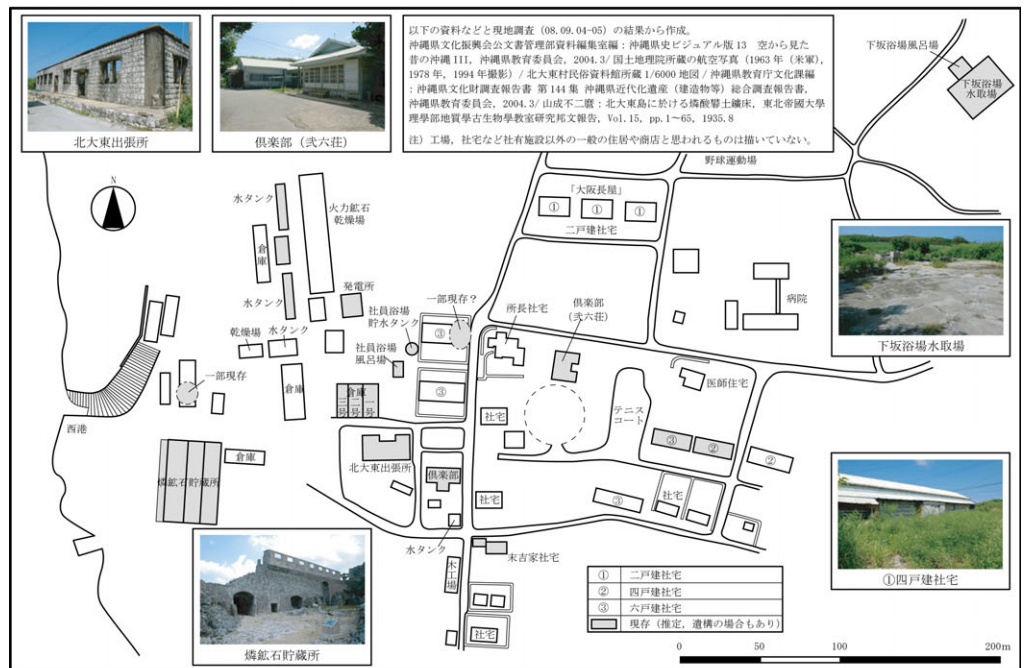 北大東出張所
倶楽部（弐六荘）
以下の資料などと現地調査（08.09.04-05）の結果から作成。
沖縄県文化振興会公文書管理部資料編集室編：沖縄県史ビジュアル版 13　空から見た
昔の沖縄 III, 沖縄県教育委員会, 2004.3/ 国土地理院所蔵の航空写真（1963 年（米軍）,
1978 年, 1994 年撮影）/ 北大東村民俗資料館所蔵 1/6000 地図 / 沖縄県教育庁文化課編
：沖縄県文化財調査報告書 第 144 集 沖縄県近代化遺産（建造物等）総合調査報告書,
沖縄県教育委員会, 2004.3/ 山成不二麿：北大東島に於ける燐酸礬土鑛床, 東北帝國大學
理學部地質學古生物學教室研究邦文報告, Vol.15, pp.1～65, 1935.8
注）工場, 社宅など社有施設以外の一般の住居や商店と思われるものは描いていない。
下坂浴場風呂場
下坂浴場
水取場
野球運動場
「大阪長屋」
① ① ①
二戸建社宅
水タンク
火力鉱石
乾燥場
倉庫
水タンク
発電所
一部現存？
所長社宅
倶楽部
（弐六荘）
病院
下坂浴場水取場
社員浴場
貯水タンク
③
乾燥場
水タンク
社員浴場
風呂場
一部現存
倉庫
倉庫
三号 二号 一号
③
社宅
テニス
コート
医師住宅
③ ② ②
西港
倉庫
燐鉱石貯蔵所
北大東出張所
倶楽部
社宅
③
社宅
水タンク
末吉家社宅
木工場
社宅
①四戸建社宅
燐鉱石貯蔵所
① 二戸建社宅
② 四戸建社宅
③ 六戸建社宅
現存（推定, 遺構の場合もあり）
0 50 100 200m